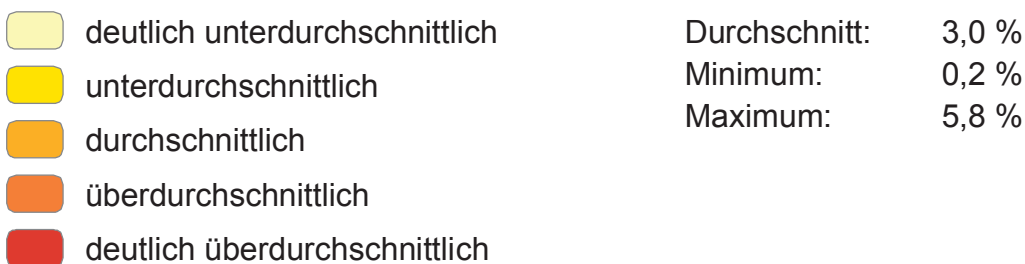 deutlich unterdurchschnittlich
unterdurchschnittlich
durchschnittlich
überdurchschnittlich
deutlich überdurchschnittlich
Durchschnitt: 3,0 %
Minimum: 0,2 %
Maximum: 5,8 %